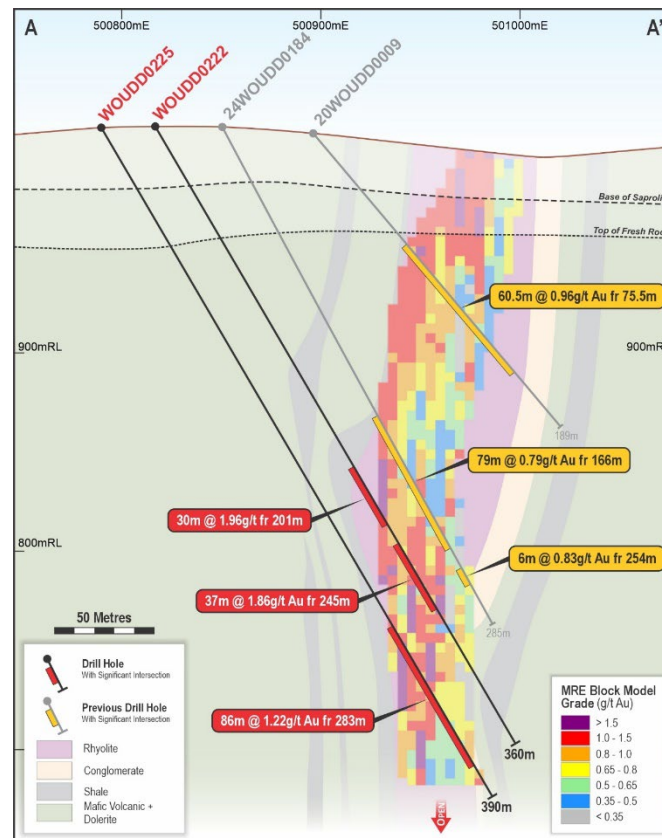 A
500800mE
500900mE
501000mE
A'
WOUDD0225
WOUDD0222
24WOUDD0184
20WOUDD0009
Base of Saproli
Top of Fresh Roc
60.5m @ 0.96g/t Au fr 75.5m
900mRL
900mRL
189m
79m @ 0.79g/t Au fr 166m
30m @ 1.96g/t fr 201m
800mRL
6m @ 0.83g/t Au fr 254m
37m @ 1.86g/t Au fr 245m
50 Metres
285m
Drill Hole
With Significant Intersection
Previous Drill Hole
With Significant Intersection
Rhyolite
Conglomerate
Shale
Mafic Volcanic +
Dolerite
86m @ 1.22g/t Au fr 283m
360m
390m
OPEN
MRE Block Model
Grade (g/t Au)
> 1.5
1.0 - 1.5
0.8 - 1.0
0.65 - 0.8
0.5 - 0.65
0.35 - 0.5
< 0.35